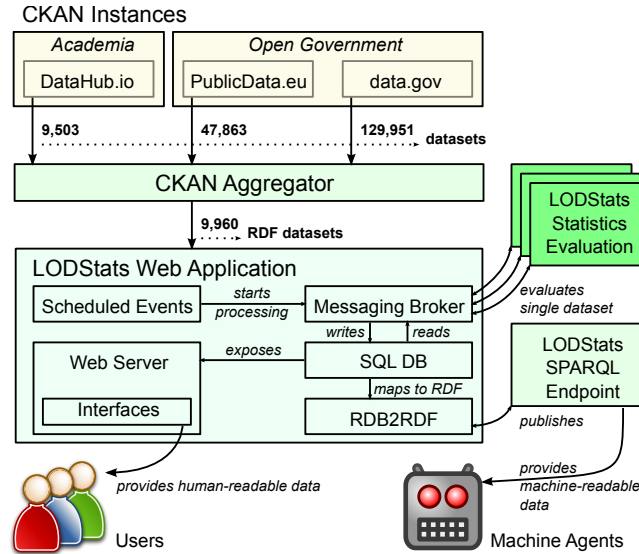 CKAN Instances
Academia
Open Government
DataHub.io
PublicData.eu
data.gov
9,503
47,863
129,951
datasets
CKAN Aggregator
9,960
RDF datasets
LODStats
Statistics
Evaluation
LODStats Web Application
Scheduled Events
starts
processing
Messaging Broker
evaluates
single dataset
writes
reads
Web Server
exposes
SQL DB
LODStats
SPARQL
Endpoint
maps to RDF
Interfaces
RDB2RDF
publishes
provides human-readable data
provides
machine-readable
data
Users
Machine Agents